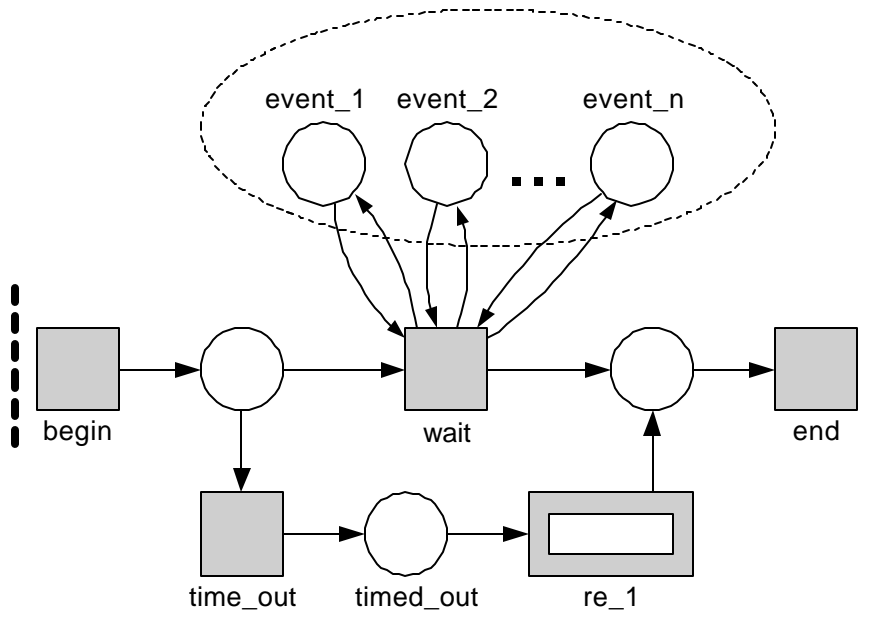 event_1 event_2 event_n
begin
wait
end
time_out
timed_out
re_1